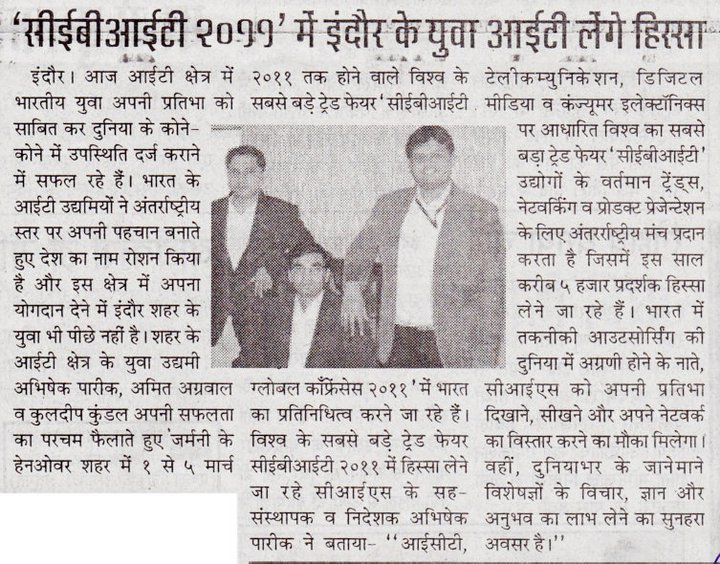 'सीईबीआईटी २०११' में इंदौर के युवा आईटी लेंगे हिस्सा
इंदौर। आज आईटी क्षेत्र में
भारतीय युवा अपनी प्रतिभा को
साबित कर दुनिया के कोने-
कोने में उपस्थिति दर्ज कराने
में सफल रहे हैं। भारत के
आईटी उद्यमियों ने अंतर्राष्ट्रीय
स्तर पर अपनी पहचान बनाते
हुए देश का नाम रोशन किया
है और इस क्षेत्र में अपना
योगदान देने में इंदौर शहर के
युवा भी पीछे नहीं है। शहर के
आईटी क्षेत्र के युवा उद्यमी
अभिषेक पारीक, अमित अग्रवाल
व कुलदीप कुंडल अपनी सफलता
का परचम फैलाते हुए 'जर्मनी के
हेनओवर शहर में १ से ५ मार्च
२०११ तक होने वाले विश्व के
सबसे बड़े ट्रेड फेयर 'सीईबीआईटी
ग्लोबल कॉंफ्रेंसेस २०११' में भारत
का प्रतिनिधित्व करने जा रहे हैं।
विश्व के सबसे बड़े ट्रेड फेयर
सीईबीआईटी २०११ में हिस्सा लेने
जा रहे सीआईएस के सह-
संस्थापक व निदेशक अभिषेक
पारीक ने बताया- ''आईसीटी,
टेलीकम्युनिकेशन, डिजिटल
मीडिया व कंज्यूमर इलेक्टॉनिक्स
पर आधारित विश्व का सबसे
बड़ा ट्रेड फेयर 'सीईबीआईटी'
उद्योगों के वर्तमान ट्रेंड्स,
नेटवर्किंग व प्रोडक्ट प्रेजेन्टेशन
के लिए अंतरर्राष्ट्रीय मंच प्रदान
करता है जिसमें इस साल
करीब ५ हजार प्रदर्शक हिस्सा
लेने जा रहे हैं। भारत में
तकनीकी आउटसोर्सिंग की
दुनिया में अग्रणी होने के नाते,
सीआईएस को अपनी प्रतिभा
दिखाने, सीखने और अपने नेटवर्क
का विस्तार करने का मौका मिलेगा।
वहीं, दुनियाभर के जानेमाने
विशेषज्ञों के विचार, ज्ञान और
अनुभव का लाभ लेने का सुनहरा
अवसर है।''